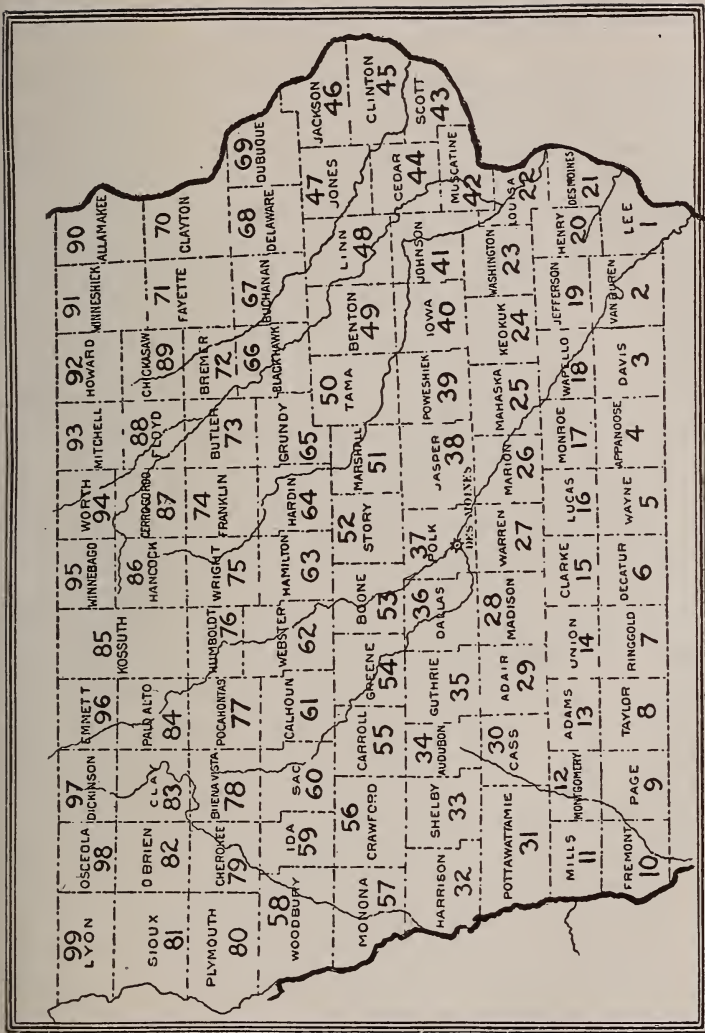 99
LYON
OSCEOLA
98
97
DICKINSON
EMMETT
96
85
KOSSUTH
95
WINNEBAGO
WORTH
94
93
MITCHELL
92
HOWARD
91
WINNESHIEK
90
ALLAMAKEE
SIOUX
81
O'BRIEN
82
CLAY
83
PALO ALTO
84
86
HANCOCK
CERRO GORDO
87
88
FLOYD
CHICKASAW
89
71
FAYETTE
70
CLAYTON
PLYMOUTH
80
CHEROKEE
79
BUENA VISTA
78
POCAHONTAS
77
HUMBOLDT
76
WRIGHT
75
74
FRANKLIN
BUTLER
73
BREMER
72
58
WOODBURY
IDA
59
SAC
60
CALHOUN
61
WEBSTER
62
HAMILTON
63
HARDIN
64
GRUNDY
65
66
BLACKHAWK
67
BUCHANAN
68
DELAWARE
69
DUBUQUE
MONONA
57
56
CRAWFORD
CARROLL
55
GREENE
54
BOONE
53
52
STORY
MARSHALL
51
50
TAMA
BENTON
49
LINN
48
47
JONES
JACKSON
46
HARRISON
32
SHELBY
33
34
AUDUBON
GUTHRIE
35
36
DALLAS
37
POLK
DES MOINES
JASPER
38
POWESHIEK
39
IOWA
40
JOHNSON
41
CEDAR
44
CLINTON
45
SCOTT
43
MUSCATINE
42
POTTAWATTAMIE
31
30
CASS
ADAIR
29
28
MADISON
WARREN
27
MARION
26
MAHASKA
25
KEOKUK
24
WASHINGTON
23
LOUISA
22
MILLS
11
12
MONTGOMERY
ADAMS
13
UNION
14
CLARKE
15
LUCAS
16
MONROE
17
WAPELLO
18
JEFFERSON
19
HENRY
20
DESMOINES
21
FREMONT
10
PAGE
9
TAYLOR
8
RINGGOLD
7
DECATUR
6
WAYNE
5
APPANOOSE
4
DAVIS
3
VAN BUREN
2
LEE
1